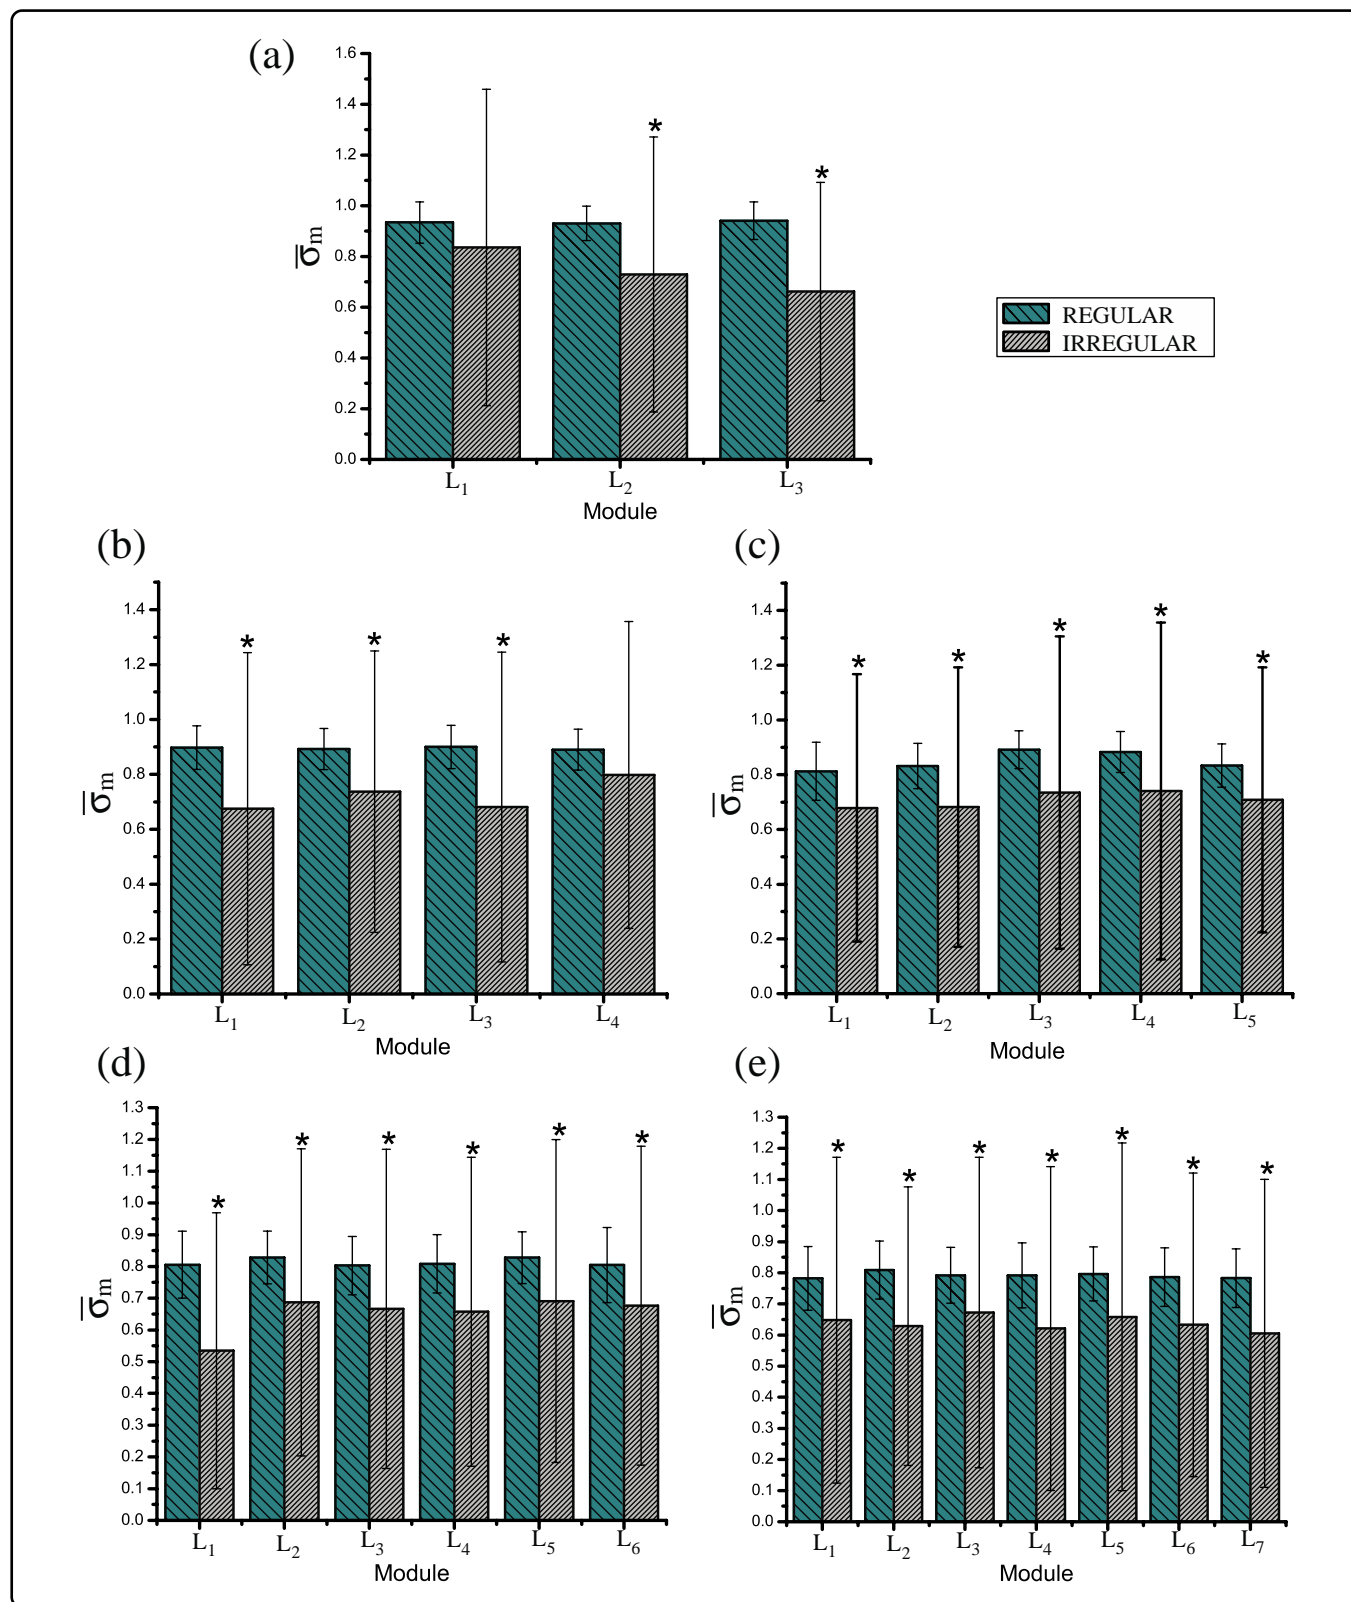 (a)
1.6
1.4
1.2
1.0
0.8
0.6
0.4
0.2
0.0
σ̅m
* *
L1 L2 L3
Module
REGULAR
IRREGULAR
(b)
1.4
1.2
1.0
0.8
0.6
0.4
0.2
0.0
σ̅m
* * *
L1 L2 L3 L4
Module
(c)
1.4
1.2
1.0
0.8
0.6
0.4
0.2
0.0
σ̅m
* * * * *
L1 L2 L3 L4 L5
Module
(d)
1.3
1.2
1.1
1.0
0.9
0.8
0.7
0.6
0.5
0.4
0.3
0.2
0.1
0.0
σ̅m
* * * * * *
L1 L2 L3 L4 L5 L6
Module
(e)
1.3
1.2
1.1
1.0
0.9
0.8
0.7
0.6
0.5
0.4
0.3
0.2
0.1
0.0
σ̅m
* * * * * * *
L1 L2 L3 L4 L5 L6 L7
Module